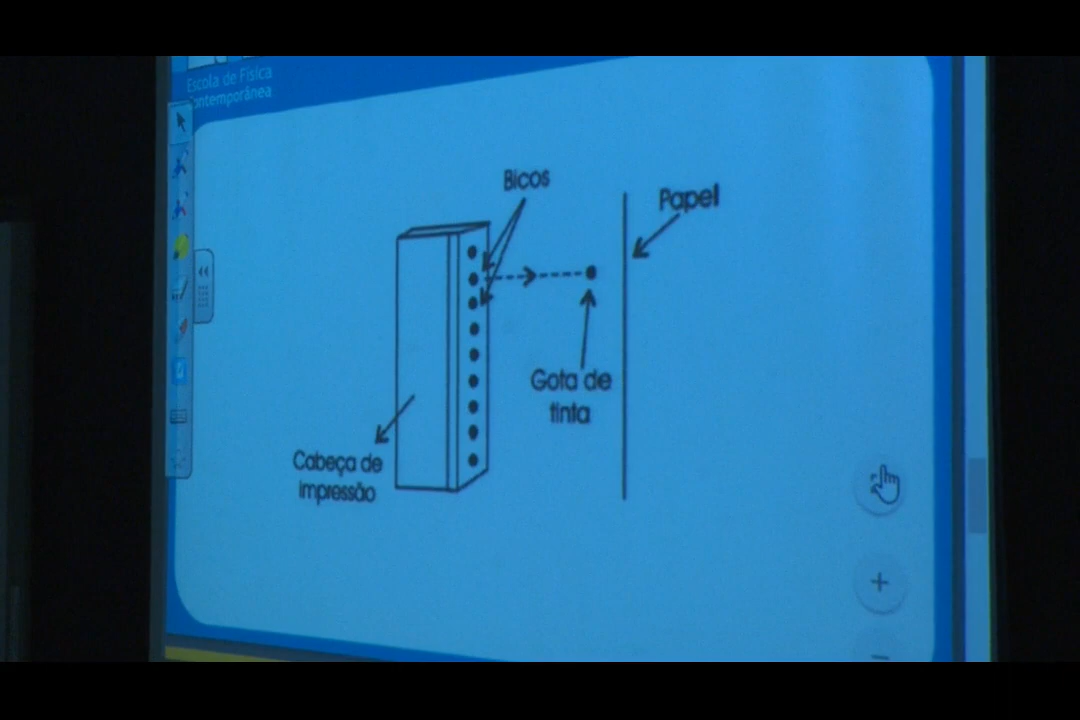 Escola de Física
Contemporânea
Bicos
Papel
Gota de
tinta
Cabeça de
impressão